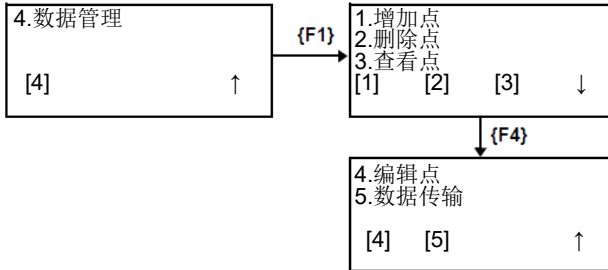 4.数据管理
[4] ↑
{F1}
1.增加点
2.删除点
3.查看点
[1] [2] [3] ↓
{F4}
4.编辑点
5.数据传输
[4] [5] ↑